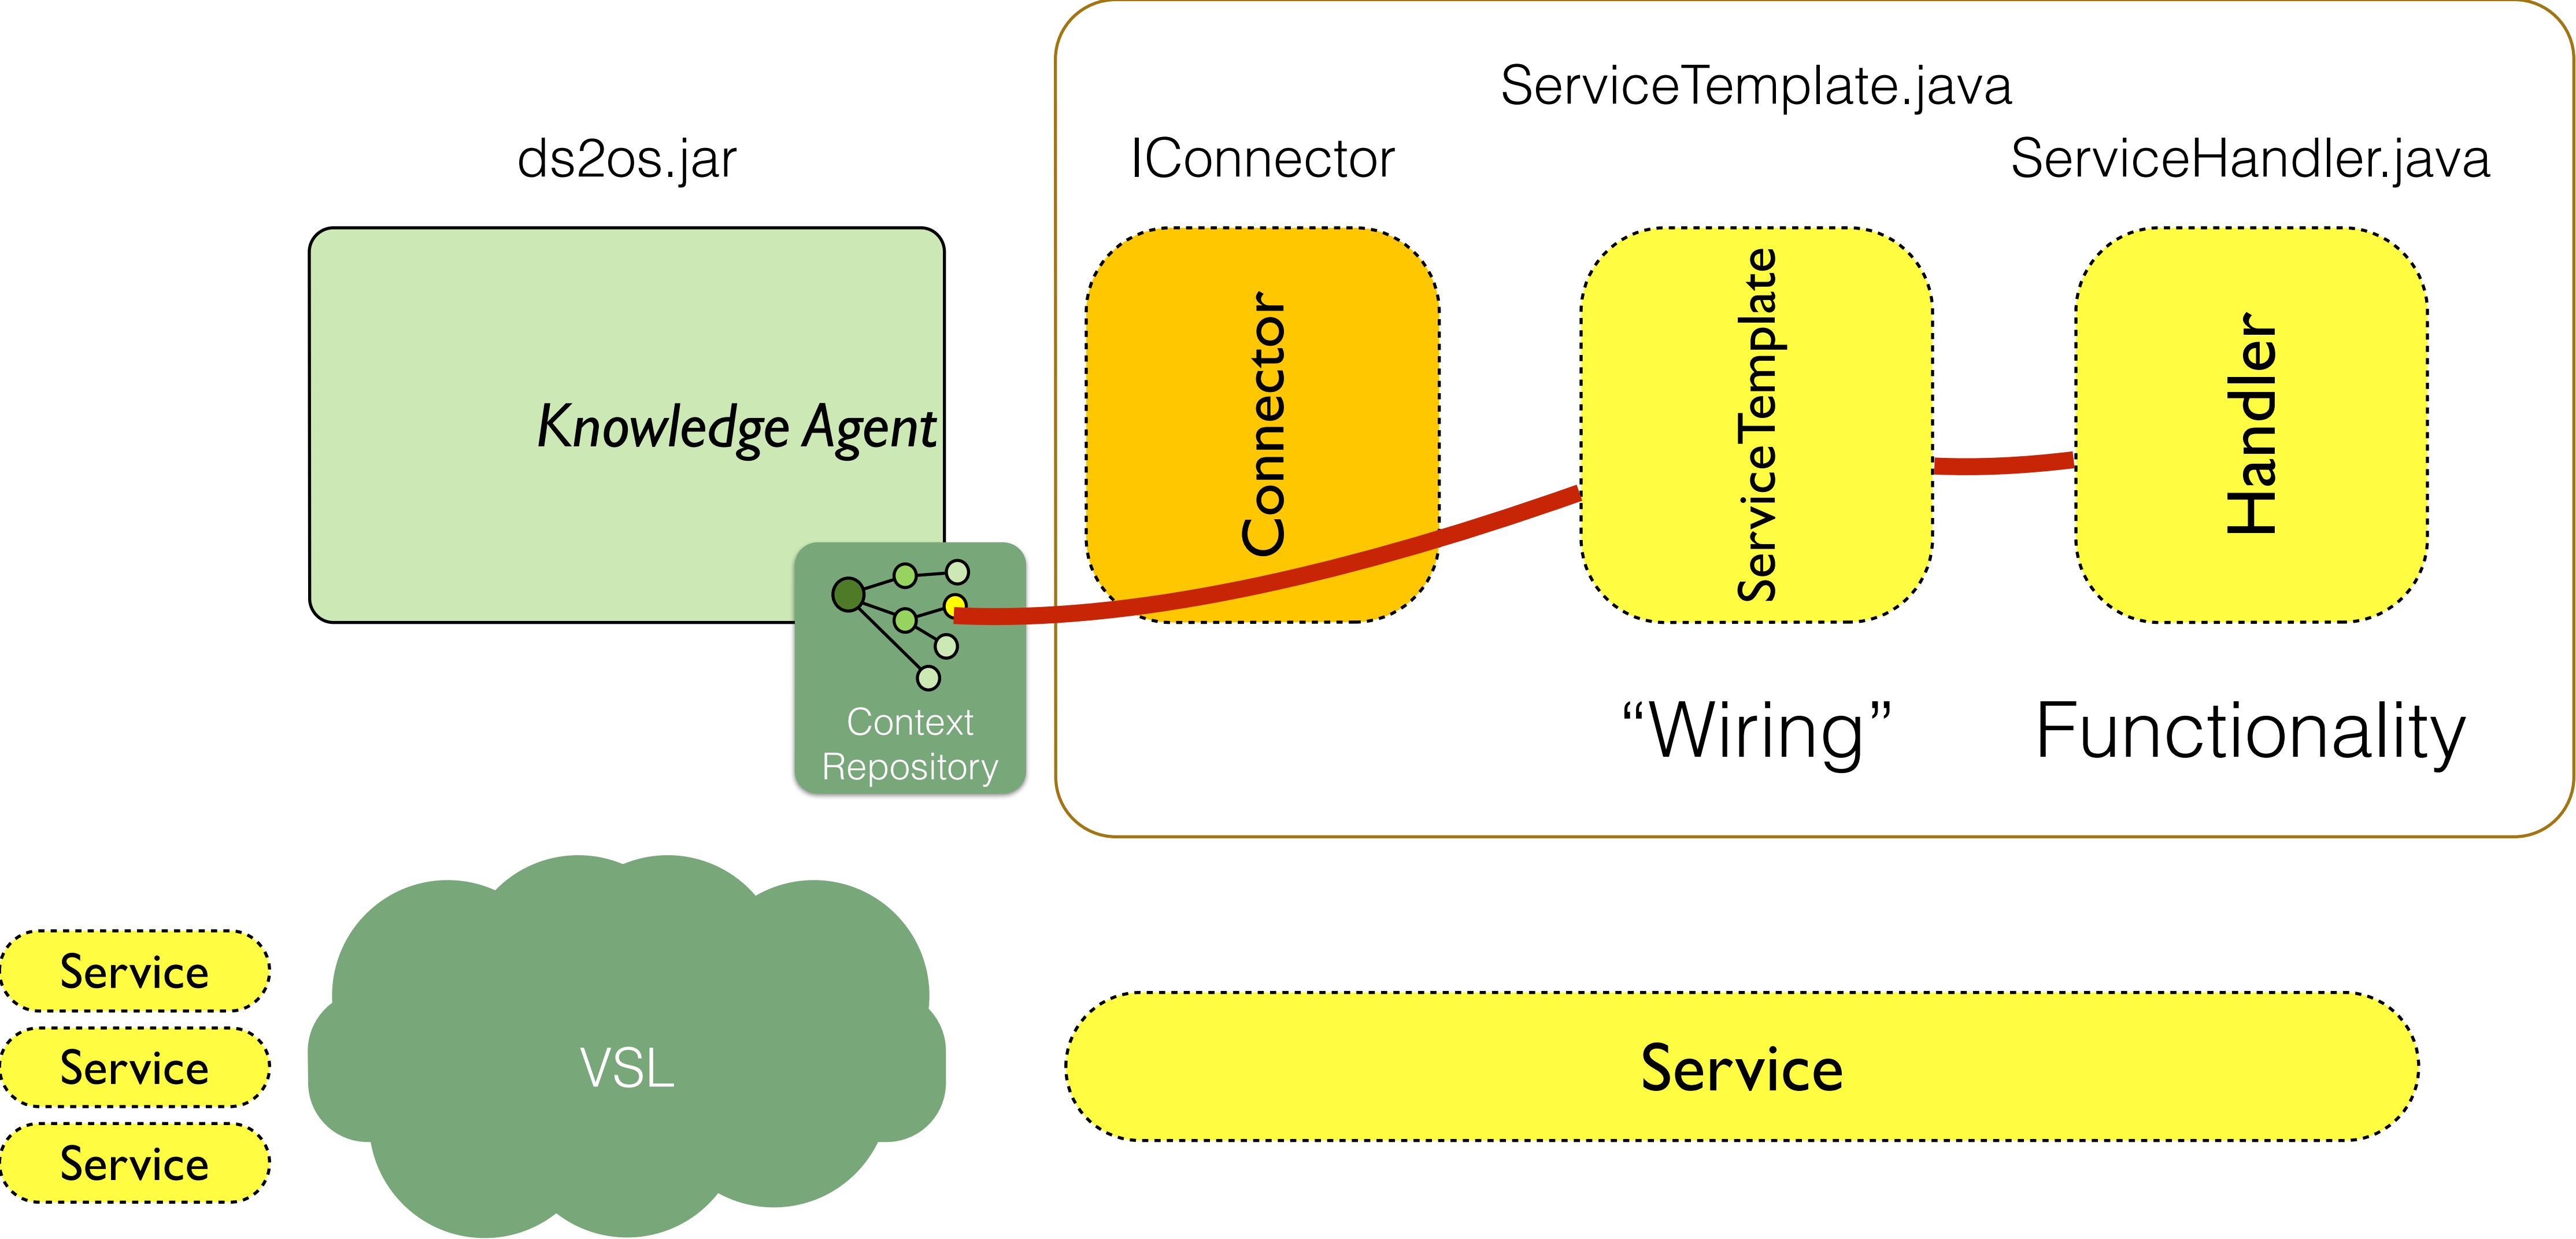 ServiceTemplate.java
ds2os.jar
IConnector
ServiceHandler.java
Knowledge Agent
Connector
ServiceTemplate
Handler
Context
Repository
“Wiring”
Functionality
Service
Service
Service
VSL
Service